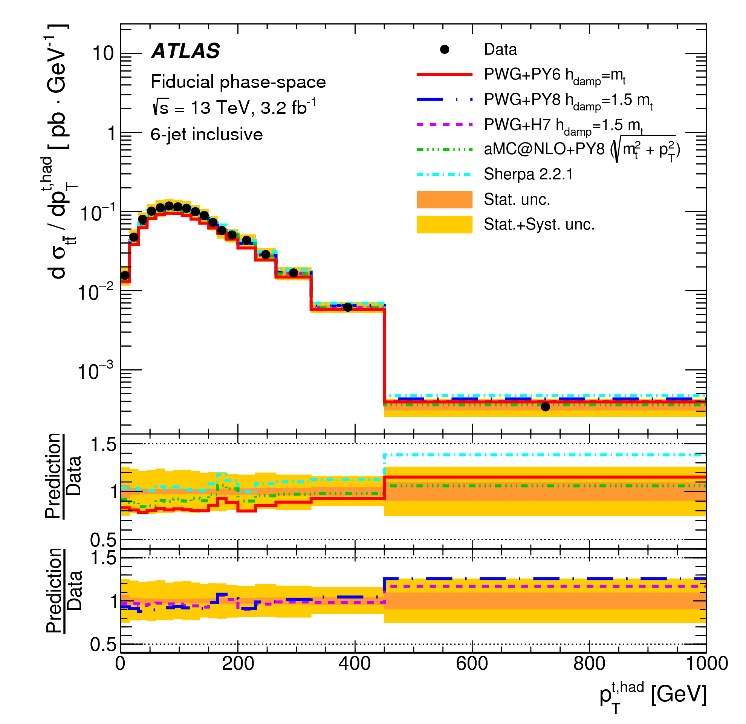 ATLAS
Fiducial phase-space
√s = 13 TeV, 3.2 fb⁻¹
6-jet inclusive
Data
PWG+PY6 h_damp=m_t
PWG+PY8 h_damp=1.5 m_t
PWG+H7 h_damp=1.5 m_t
aMC@NLO+PY8 (√m_t² + p_T²)
Sherpa 2.2.1
Stat. unc.
Stat.+Syst. unc.
d σ_tt̄ / dp_T^t,had [ pb · GeV⁻¹ ]
10
1
10⁻¹
10⁻²
10⁻³
Prediction
Data
1.5
1
0.5
Prediction
Data
1.5
1
0.5
0 200 400 600 800 1000
p_T^t,had [GeV]